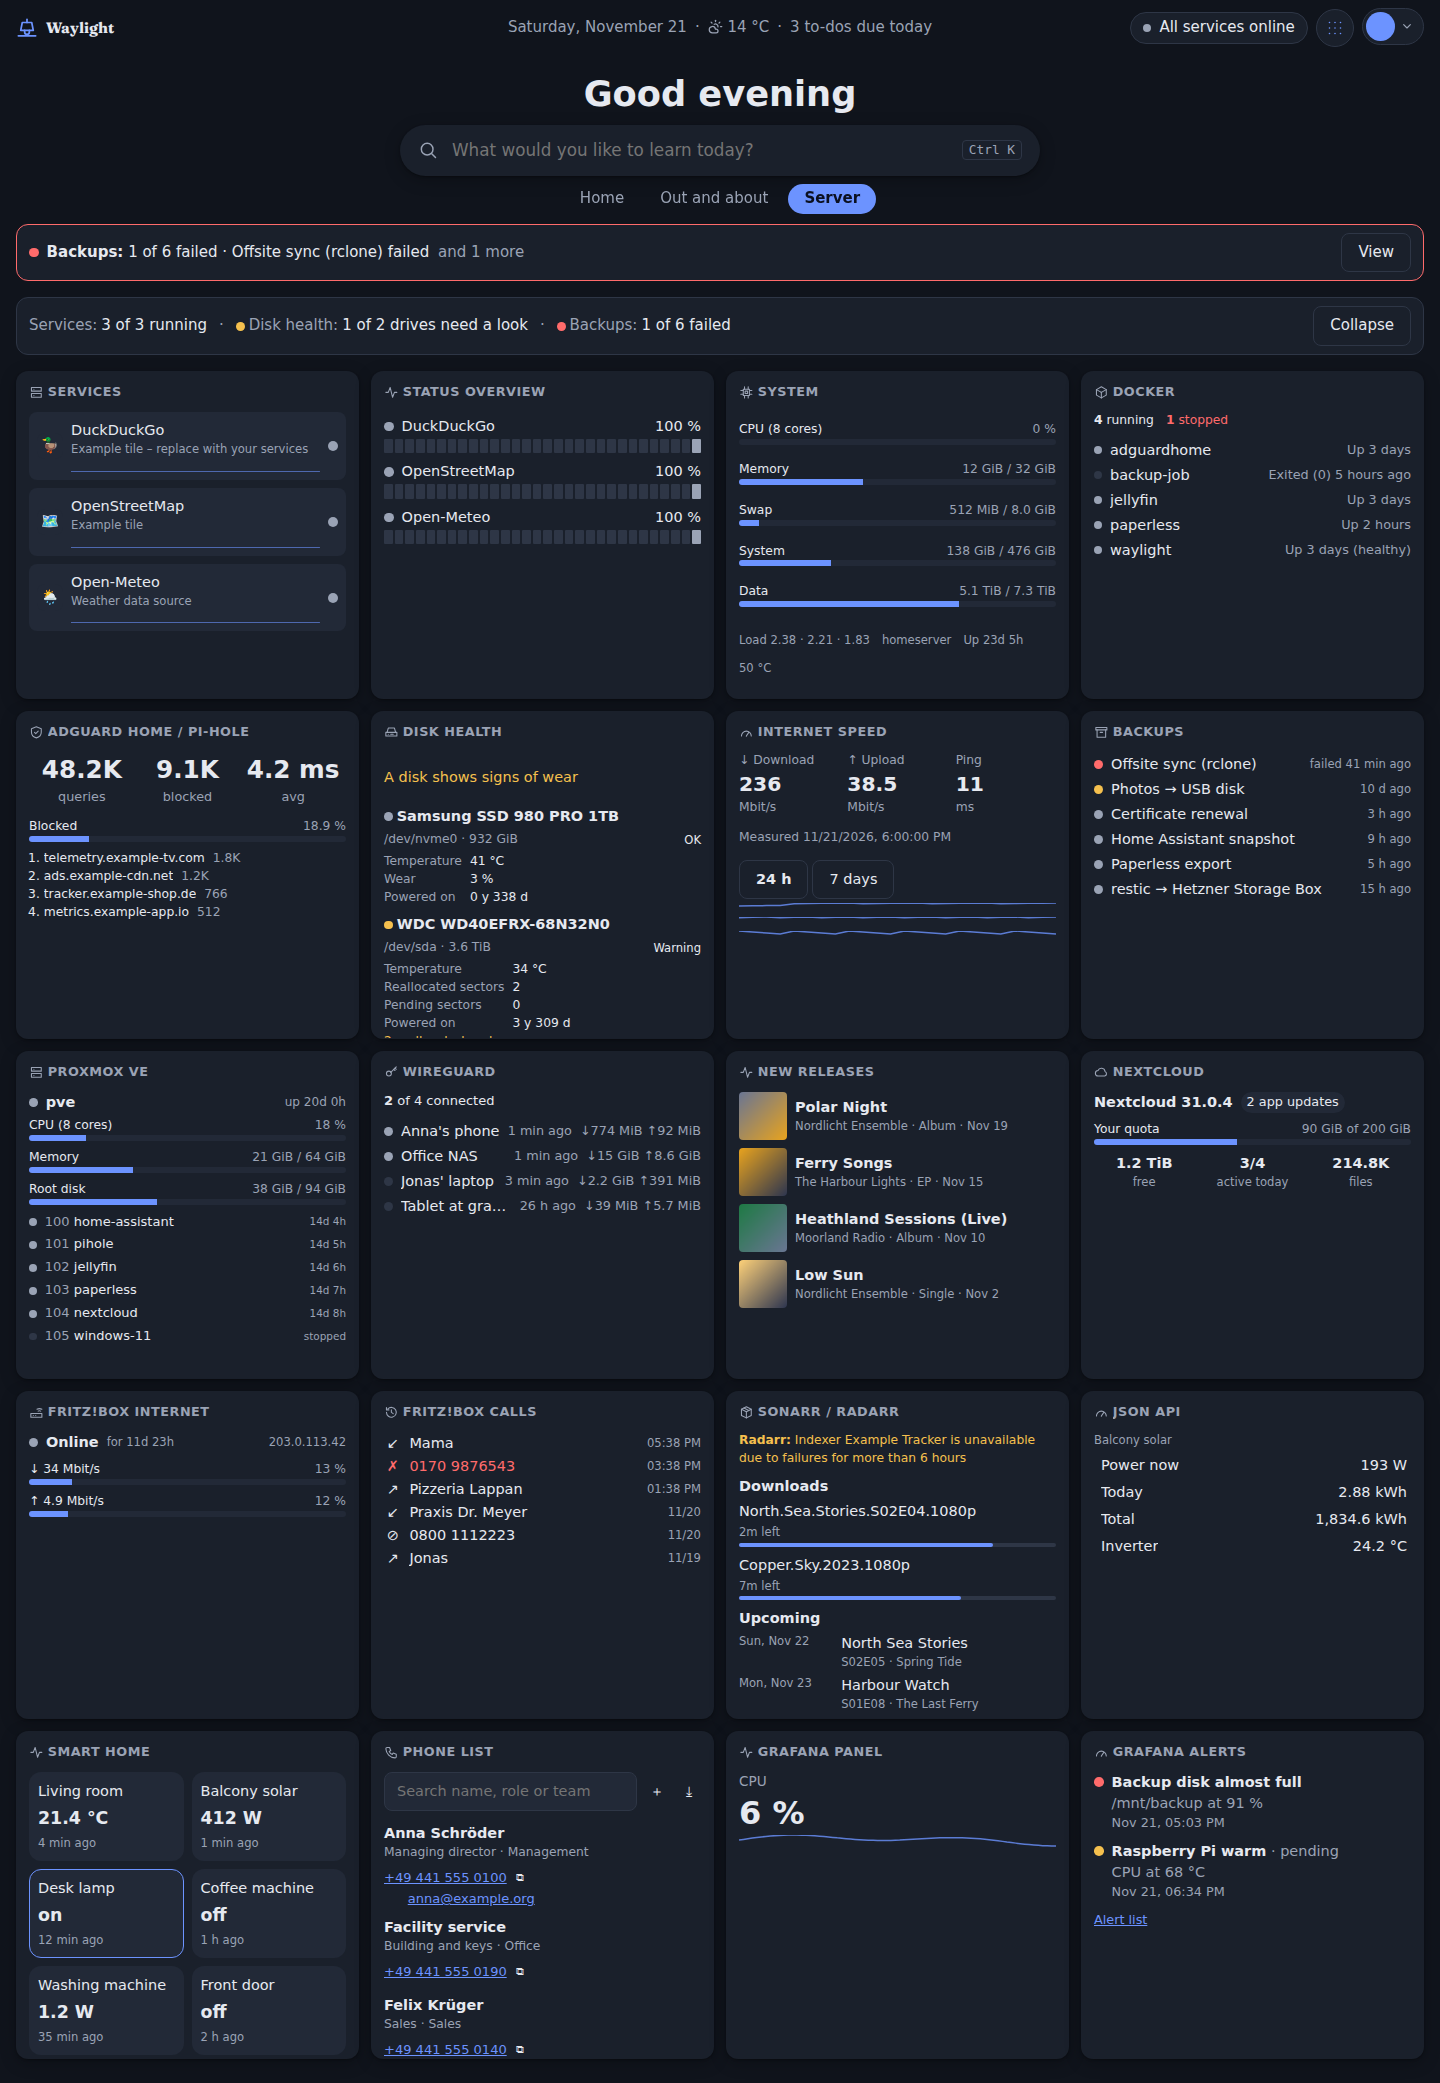 Waylight
Saturday, November 21 · 14 °C · 3 to-dos due today
All services online
Good evening
What would you like to learn today?
Ctrl K
Home
Out and about
Server
Backups: 1 of 6 failed · Offsite sync (rclone) failed and 1 more
View
Services: 3 of 3 running · Disk health: 1 of 2 drives need a look · Backups: 1 of 6 failed
Collapse
SERVICES
DuckDuckGo
Example tile – replace with your services
OpenStreetMap
Example tile
Open-Meteo
Weather data source
STATUS OVERVIEW
DuckDuckGo 100 %
OpenStreetMap 100 %
Open-Meteo 100 %
SYSTEM
CPU (8 cores) 0 %
Memory 12 GiB / 32 GiB
Swap 512 MiB / 8.0 GiB
System 138 GiB / 476 GiB
Data 5.1 TiB / 7.3 TiB
Load 2.38 · 2.21 · 1.83 homeserver Up 23d 5h
50 °C
DOCKER
4 running 1 stopped
adguardhome Up 3 days
backup-job Exited (0) 5 hours ago
jellyfin Up 3 days
paperless Up 2 hours
waylight Up 3 days (healthy)
ADGUARD HOME / PI-HOLE
48.2K 9.1K 4.2 ms
queries blocked avg
Blocked 18.9 %
1. telemetry.example-tv.com 1.8K
2. ads.example-cdn.net 1.2K
3. tracker.example-shop.de 766
4. metrics.example-app.io 512
DISK HEALTH
A disk shows signs of wear
Samsung SSD 980 PRO 1TB
/dev/nvme0 · 932 GiB OK
Temperature 41 °C
Wear 3 %
Powered on 0 y 338 d
WDC WD40EFRX-68N32N0
/dev/sda · 3.6 TiB Warning
Temperature 34 °C
Reallocated sectors 2
Pending sectors 0
Powered on 3 y 309 d
INTERNET SPEED
↓ Download ↑ Upload Ping
236 38.5 11
Mbit/s Mbit/s ms
Measured 11/21/2026, 6:00:00 PM
24 h 7 days
BACKUPS
Offsite sync (rclone) failed 41 min ago
Photos → USB disk 10 d ago
Certificate renewal 3 h ago
Home Assistant snapshot 9 h ago
Paperless export 5 h ago
restic → Hetzner Storage Box 15 h ago
PROXMOX VE
pve up 20d 0h
CPU (8 cores) 18 %
Memory 21 GiB / 64 GiB
Root disk 38 GiB / 94 GiB
100 home-assistant 14d 4h
101 pihole 14d 5h
102 jellyfin 14d 6h
103 paperless 14d 7h
104 nextcloud 14d 8h
105 windows-11 stopped
WIREGUARD
2 of 4 connected
Anna's phone 1 min ago ↓774 MiB ↑92 MiB
Office NAS 1 min ago ↓15 GiB ↑8.6 GiB
Jonas' laptop 3 min ago ↓2.2 GiB ↑391 MiB
Tablet at gra... 26 h ago ↓39 MiB ↑5.7 MiB
NEW RELEASES
Polar Night
Nordlicht Ensemble · Album · Nov 19
Ferry Songs
The Harbour Lights · EP · Nov 15
Heathland Sessions (Live)
Moorland Radio · Album · Nov 10
Low Sun
Nordlicht Ensemble · Single · Nov 2
NEXTCLOUD
Nextcloud 31.0.4 2 app updates
Your quota 90 GiB of 200 GiB
1.2 TiB 3/4 214.8K
free active today files
FRITZ!BOX INTERNET
Online for 11d 23h 203.0.113.42
↓ 34 Mbit/s 13 %
↑ 4.9 Mbit/s 12 %
FRITZ!BOX CALLS
↙ Mama 05:38 PM
✗ 0170 9876543 03:38 PM
↗ Pizzeria Lappan 01:38 PM
↙ Praxis Dr. Meyer 11/20
⊘ 0800 1112223 11/20
↗ Jonas 11/19
SONARR / RADARR
Radarr: Indexer Example Tracker is unavailable
due to failures for more than 6 hours
Downloads
North.Sea.Stories.S02E04.1080p
2m left
Copper.Sky.2023.1080p
7m left
Upcoming
Sun, Nov 22 North Sea Stories
S02E05 · Spring Tide
Mon, Nov 23 Harbour Watch
S01E08 · The Last Ferry
JSON API
Balcony solar
Power now 193 W
Today 2.88 kWh
Total 1,834.6 kWh
Inverter 24.2 °C
SMART HOME
Living room
21.4 °C
4 min ago
Balcony solar
412 W
1 min ago
Desk lamp
on
12 min ago
Coffee machine
off
1 h ago
Washing machine
1.2 W
35 min ago
Front door
off
2 h ago
PHONE LIST
Search name, role or team
+
Anna Schröder
Managing director · Management
+49 441 555 0100
anna@example.org
Facility service
Building and keys · Office
+49 441 555 0190
Felix Krüger
Sales · Sales
+49 441 555 0140
GRAFANA PANEL
CPU
6 %
GRAFANA ALERTS
Backup disk almost full
/mnt/backup at 91 %
Nov 21, 05:03 PM
Raspberry Pi warm · pending
CPU at 68 °C
Nov 21, 06:34 PM
Alert list